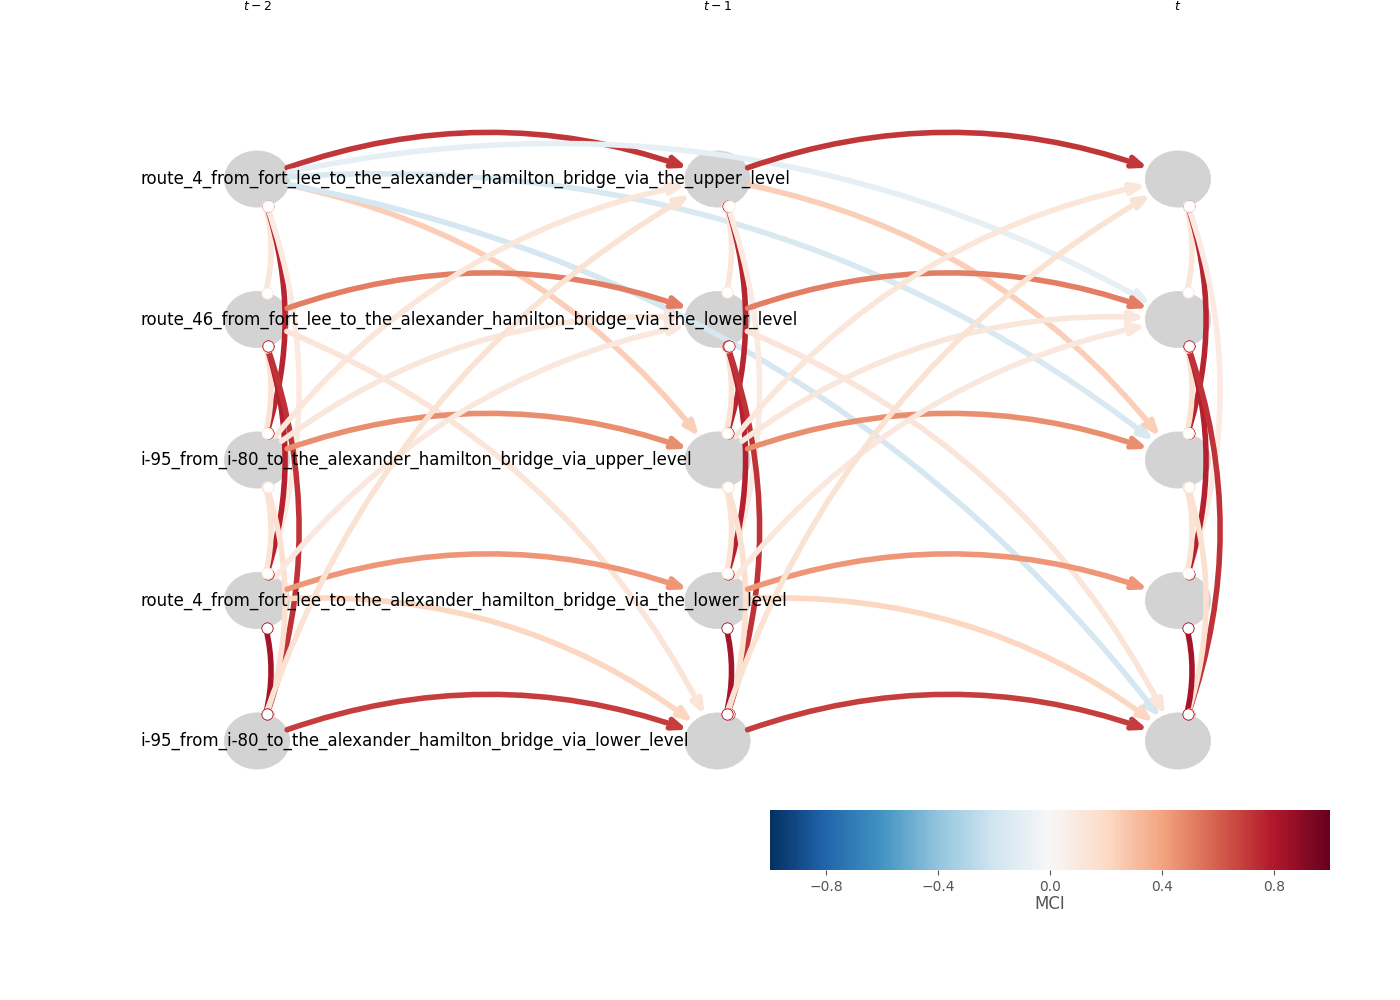 t − 2 t − 1 t
route_4_from_fort_lee_to_the_alexander_hamilton_bridge_via_the_upper_level
route_46_from_fort_lee_to_the_alexander_hamilton_bridge_via_the_lower_level
i-95_from_i-80_to_the_alexander_hamilton_bridge_via_upper_level
route_4_from_fort_lee_to_the_alexander_hamilton_bridge_via_the_lower_level
i-95_from_i-80_to_the_alexander_hamilton_bridge_via_lower_level
−0.8 −0.4 0.0 0.4 0.8
MCI